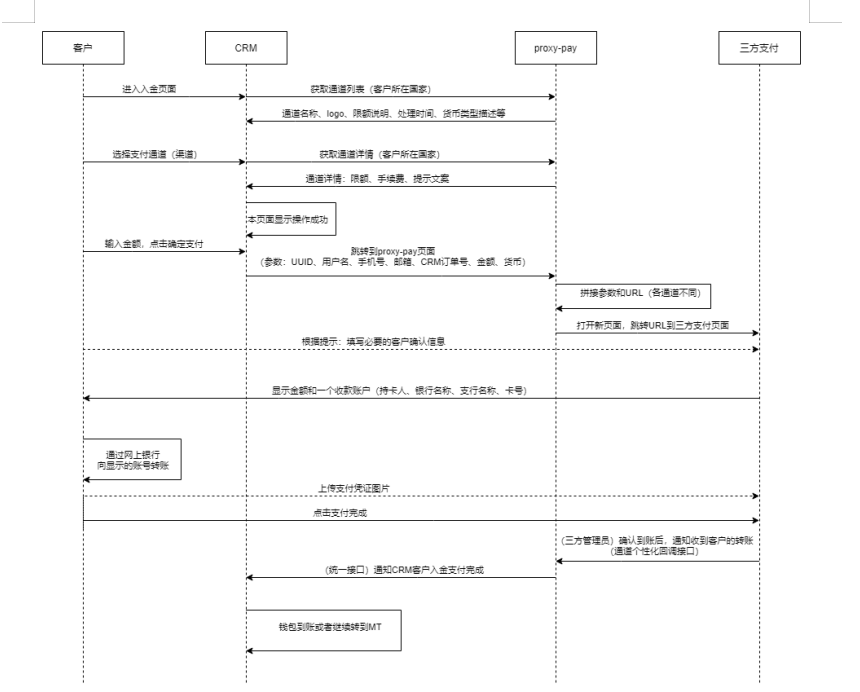 客户
CRM
proxy-pay
三方支付
进入入金页面
获取通道列表（客户所在国家）
通道名称、logo、限额说明、处理时间、货币类型描述等
选择支付通道（渠道）
获取通道详情（客户所在国家）
通道详情：限额、手续费、提示文案
本页面显示操作成功
输入金额，点击确定支付
跳转到proxy-pay页面
（参数：UUID、用户名、手机号、邮箱、CRM订单号、金额、货币）
拼接参数和URL（各通道不同）
打开新页面，跳转URL到三方支付页面
根据提示：填写必要的客户确认信息
显示金额和一个收款账户（持卡人、银行名称、支行名称、卡号）
通过网上银行
向显示的账号转账
上传支付凭证图片
点击支付完成
（三方管理员）确认到账后，通知收到客户的转账
（通道个性化回调接口）
（统一接口）通知CRM客户入金支付完成
钱包到账或者继续转到MT